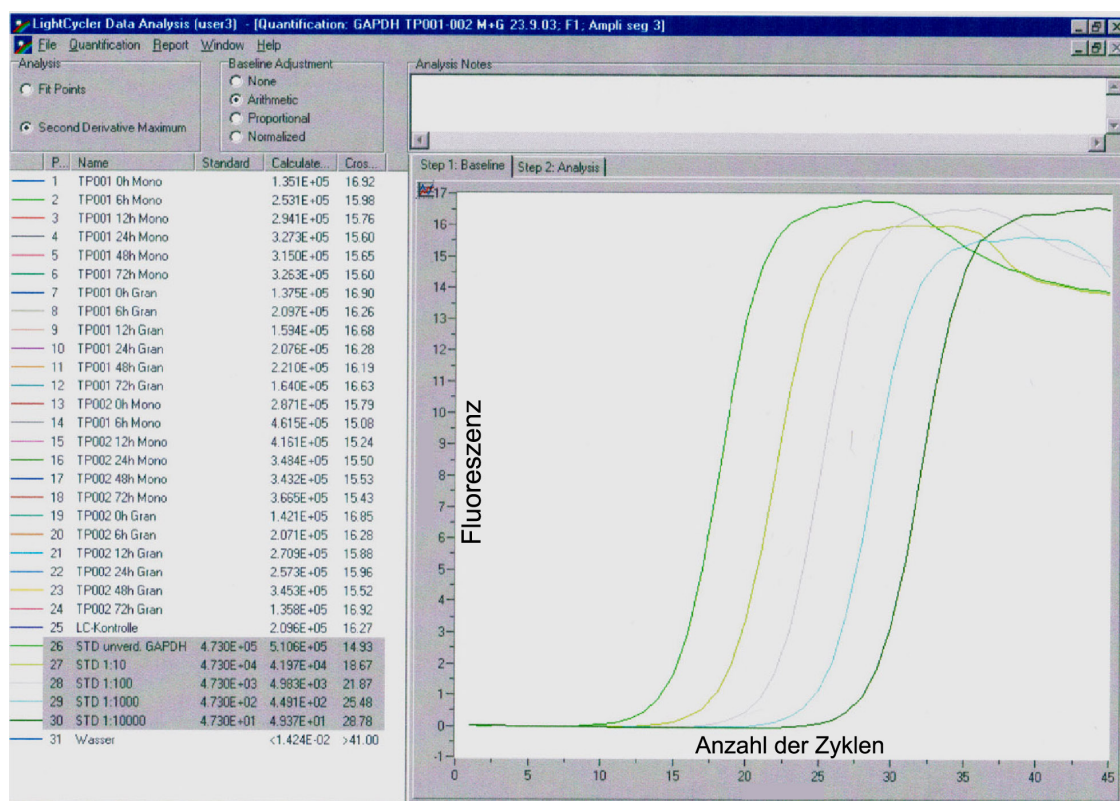 LightCycler Data Analysis (user3) - [Quantification: GAPDH TP001-002 M+G 23.9.03; F1; Ampli seg 3]
File Quantification Report Window Help
Analysis
Fit Points
Second Derivative Maximum
Baseline Adjustment
None
Arithmetic
Proportional
Normalized
Analysis Notes
P... Name Standard Calculate... Cros...
1 TP001 0h Mono 1.351E+05 16.92
2 TP001 6h Mono 2.531E+05 15.98
3 TP001 12h Mono 2.941E+05 15.76
4 TP001 24h Mono 3.273E+05 15.60
5 TP001 48h Mono 3.150E+05 15.65
6 TP001 72h Mono 3.263E+05 15.60
7 TP001 0h Gran 1.375E+05 16.90
8 TP001 6h Gran 2.097E+05 16.26
9 TP001 12h Gran 1.594E+05 16.68
10 TP001 24h Gran 2.076E+05 16.28
11 TP001 48h Gran 2.210E+05 16.19
12 TP001 72h Gran 1.640E+05 16.63
13 TP002 0h Mono 2.871E+05 15.79
14 TP001 6h Mono 4.615E+05 15.08
15 TP002 12h Mono 4.161E+05 15.24
16 TP002 24h Mono 3.484E+05 15.50
17 TP002 48h Mono 3.432E+05 15.53
18 TP002 72h Mono 3.665E+05 15.43
19 TP002 0h Gran 1.421E+05 16.85
20 TP002 6h Gran 2.071E+05 16.28
21 TP002 12h Gran 2.709E+05 15.88
22 TP002 24h Gran 2.573E+05 15.96
23 TP002 48h Gran 3.453E+05 15.52
24 TP002 72h Gran 1.358E+05 16.92
25 LC-Kontrolle 2.096E+05 16.27
26 STD unverd. GAPDH 4.730E+05 5.106E+05 14.93
27 STD 1:10 4.730E+04 4.197E+04 18.67
28 STD 1:100 4.730E+03 4.983E+03 21.87
29 STD 1:1000 4.730E+02 4.491E+02 25.48
30 STD 1:10000 4.730E+01 4.937E+01 28.78
31 Wasser <1.424E-02 >41.00
Step 1: Baseline Step 2: Analysis
17
16
15
14
13
12
11
10
9
8
7
6
5
4
3
2
1
0
-1
Fluoreszenz
Anzahl der Zyklen
0 5 10 15 20 25 30 35 40 45